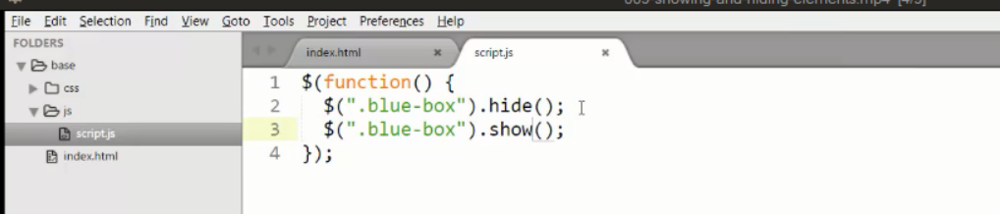 003-showing-and-hiding-elements.mp4 [4/5]
File Edit Selection Find View Goto Tools Project Preferences Help
FOLDERS
base
css
js
script.js
index.html
index.html script.js
1 $(function() {
2 $(".blue-box").hide();
3 $(".blue-box").show();
4 });